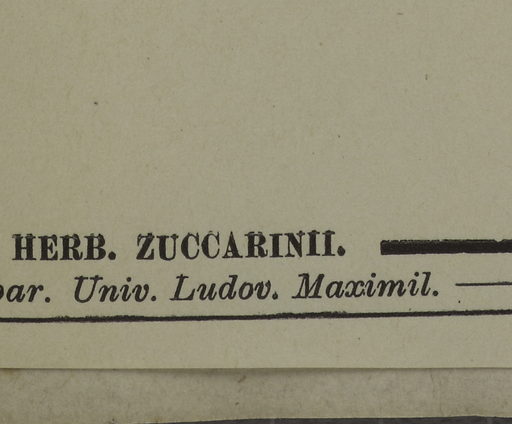 HERB. ZUCCARINII.
par. Univ. Ludov. Maximil.